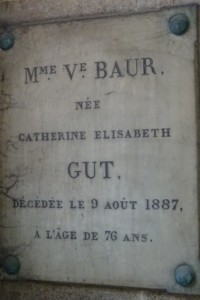 MME. VE BAUR.
NÉE
CATHERINE ELISABETH
GUT,
DÉCÉDÉE LE 9 AOÛT 1887,
A L'ÂGE DE 76 ANS.